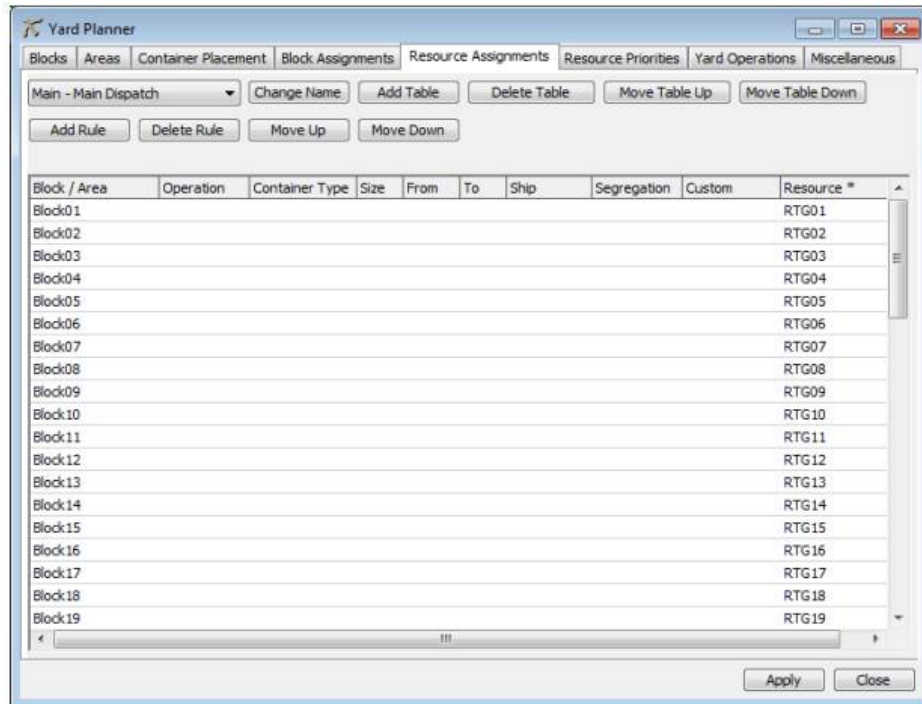 Yard Planner
Blocks Areas Container Placement Block Assignments Resource Assignments Resource Priorities Yard Operations Miscellaneous
Main - Main Dispatch Change Name Add Table Delete Table Move Table Up Move Table Down
Add Rule Delete Rule Move Up Move Down
Block / Area Operation Container Type Size From To Ship Segregation Custom Resource *
Block01 RTG01
Block02 RTG02
Block03 RTG03
Block04 RTG04
Block05 RTG05
Block06 RTG06
Block07 RTG07
Block08 RTG08
Block09 RTG09
Block10 RTG10
Block11 RTG11
Block12 RTG12
Block13 RTG13
Block14 RTG14
Block15 RTG15
Block16 RTG16
Block17 RTG17
Block18 RTG18
Block19 RTG19
Apply Close